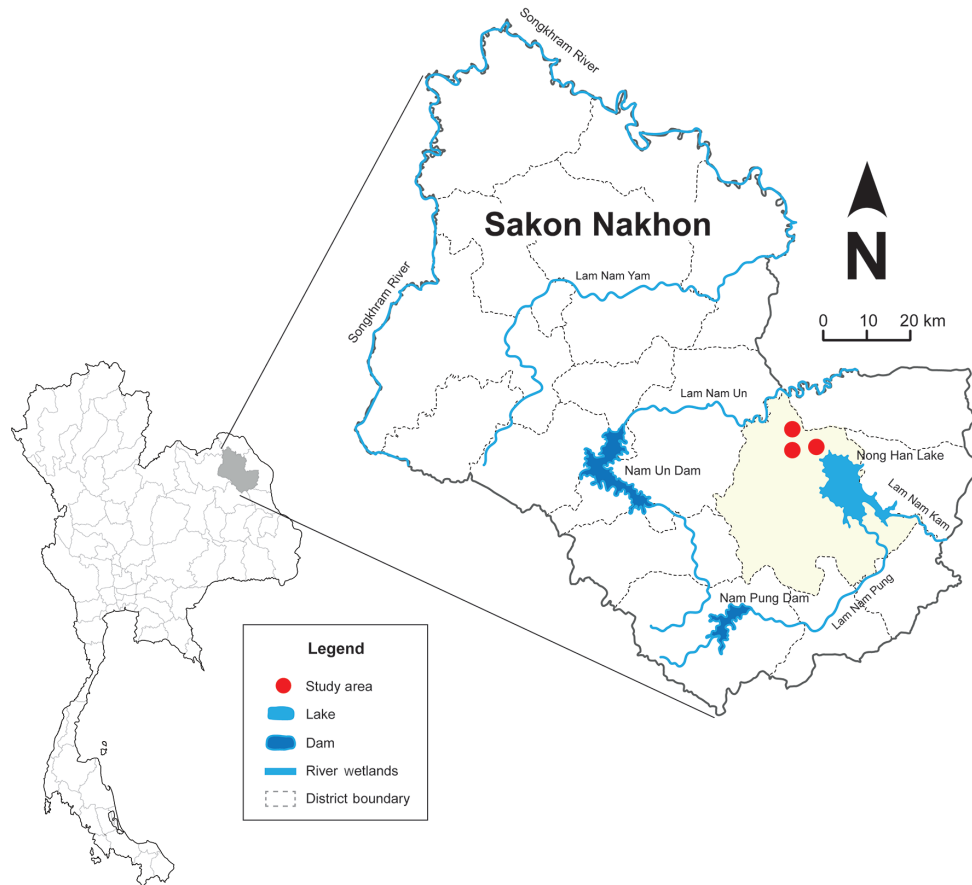 Songkhram River
Sakon Nakhon
N
Lam Nam Yam
Songkhram River
0 10 20 km
Lam Nam Un
Nong Han Lake
Nam Un Dam
Lam Nam Kam
Nam Pung Dam
Lam Nam Pung
Legend
Study area
Lake
Dam
River wetlands
District boundary